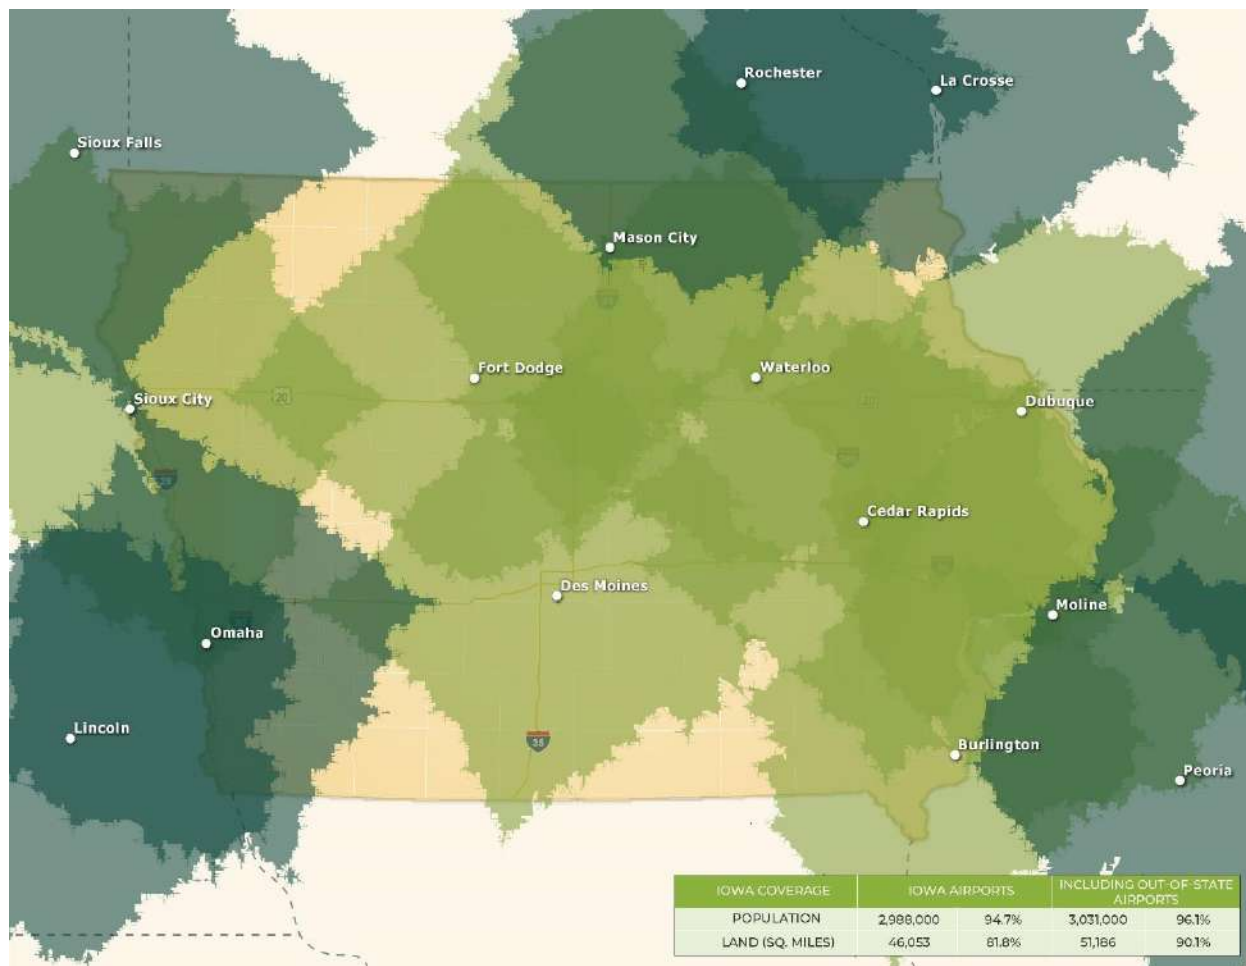 Rochester
La Crosse
Sioux Falls
Mason City
Fort Dodge
Waterloo
Sioux City
Dubuque
Cedar Rapids
Des Moines
Moline
Omaha
Lincoln
35
Burlington
Peoria
IOWA COVERAGE IOWA AIRPORTS INCLUDING OUT-OF-STATE
AIRPORTS
POPULATION 2,988,000 94.7% 3,031,000 96.1%
LAND (SQ. MILES) 46,053 81.8% 51,186 90.1%